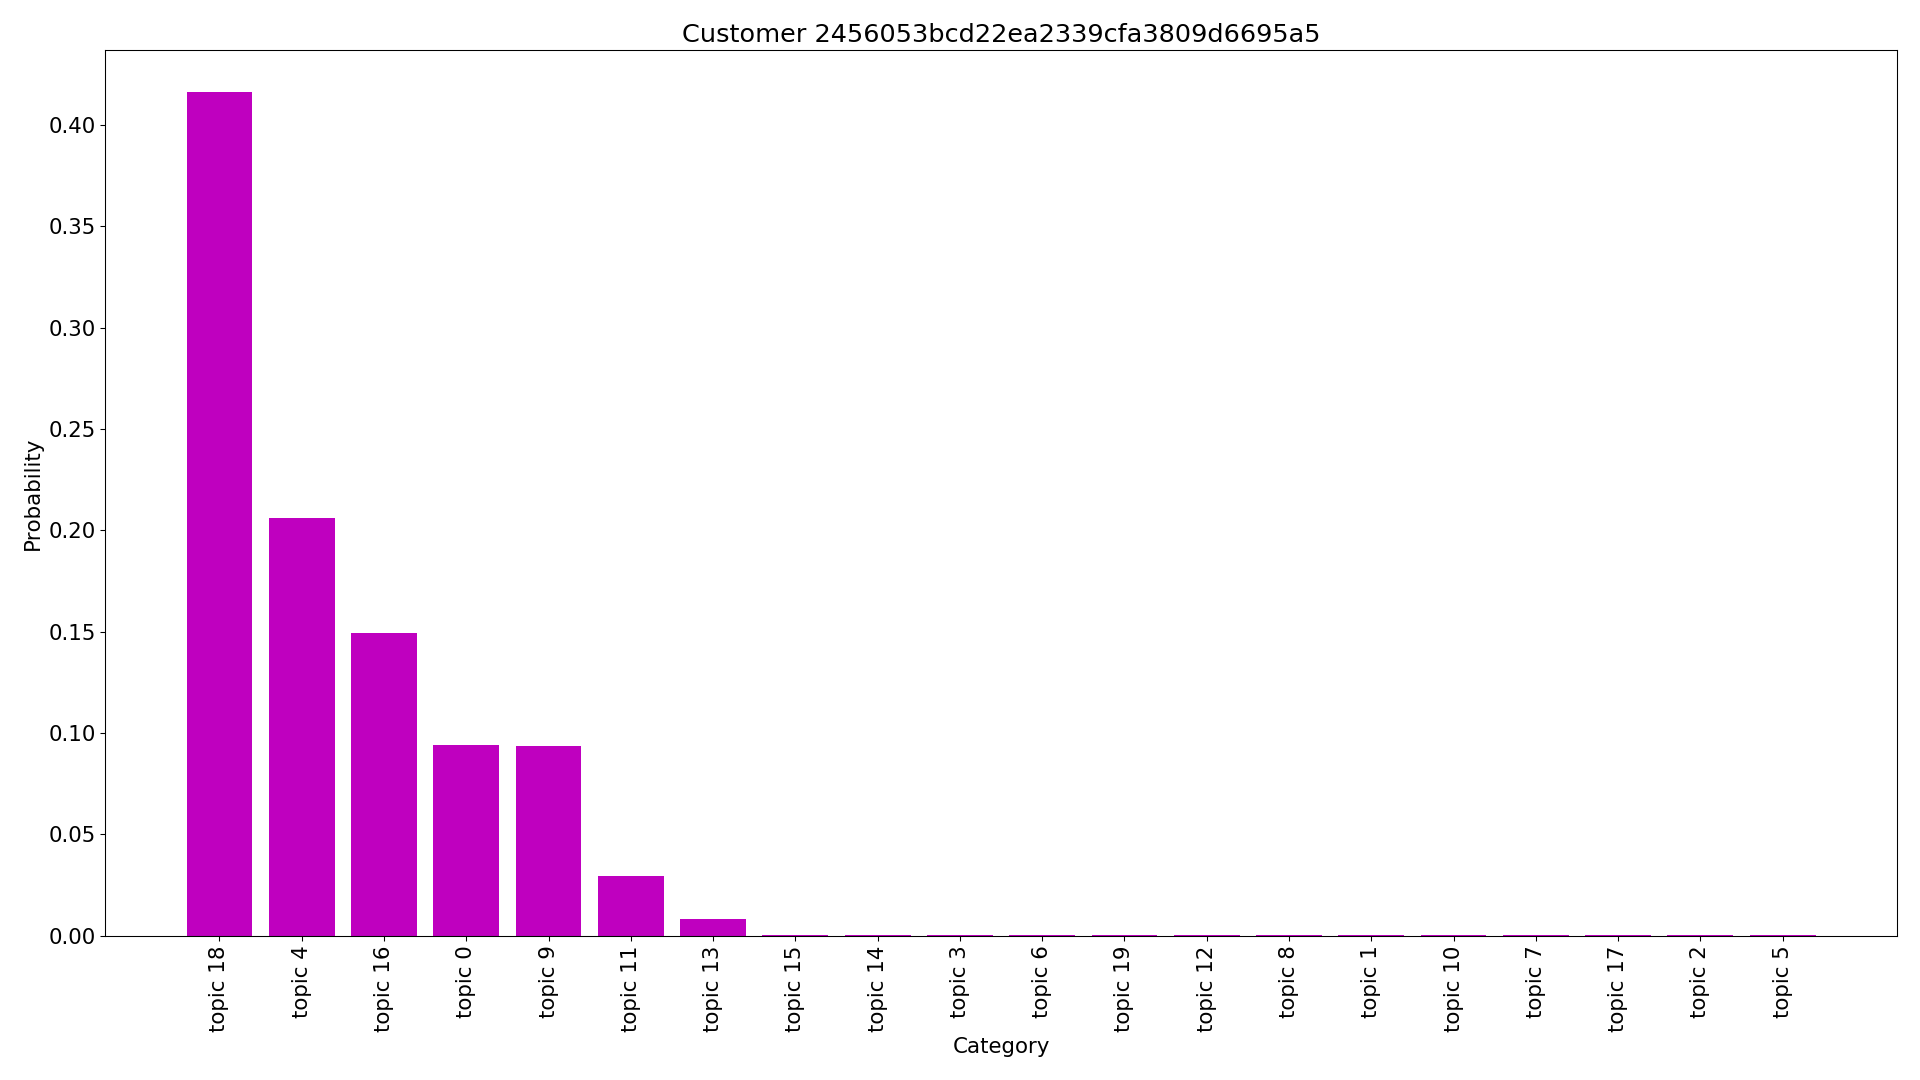 Customer 2456053bcd22ea2339cfa3809d6695a5
Probability
0.40
0.35
0.30
0.25
0.20
0.15
0.10
0.05
0.00
topic 18
topic 4
topic 16
topic 0
topic 9
topic 11
topic 13
topic 15
topic 14
topic 3
topic 6
topic 19
topic 12
topic 8
topic 1
topic 10
topic 7
topic 17
topic 2
topic 5
Category